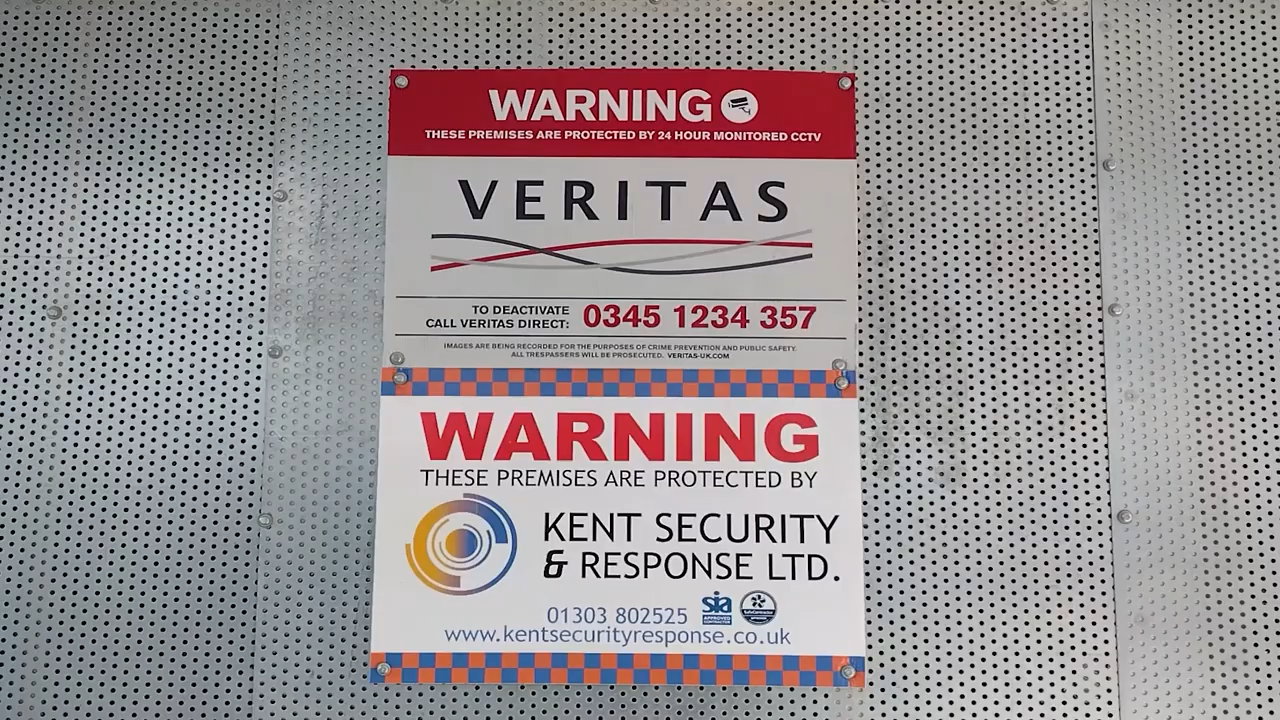 WARNING
THESE PREMISES ARE PROTECTED BY 24 HOUR MONITORED CCTV
VERITAS
TO DEACTIVATE
CALL VERITAS DIRECT: 0345 1234 357
IMAGES ARE BEING RECORDED FOR THE PURPOSES OF CRIME PREVENTION AND PUBLIC SAFETY.
ALL TRESPASSERS WILL BE PROSECUTED. VERITAS-UK.COM
WARNING
THESE PREMISES ARE PROTECTED BY
KENT SECURITY
& RESPONSE LTD.
01303 802525 sia APPROVED CONTRACTOR SafeContractor
www.kentsecurityresponse.co.uk